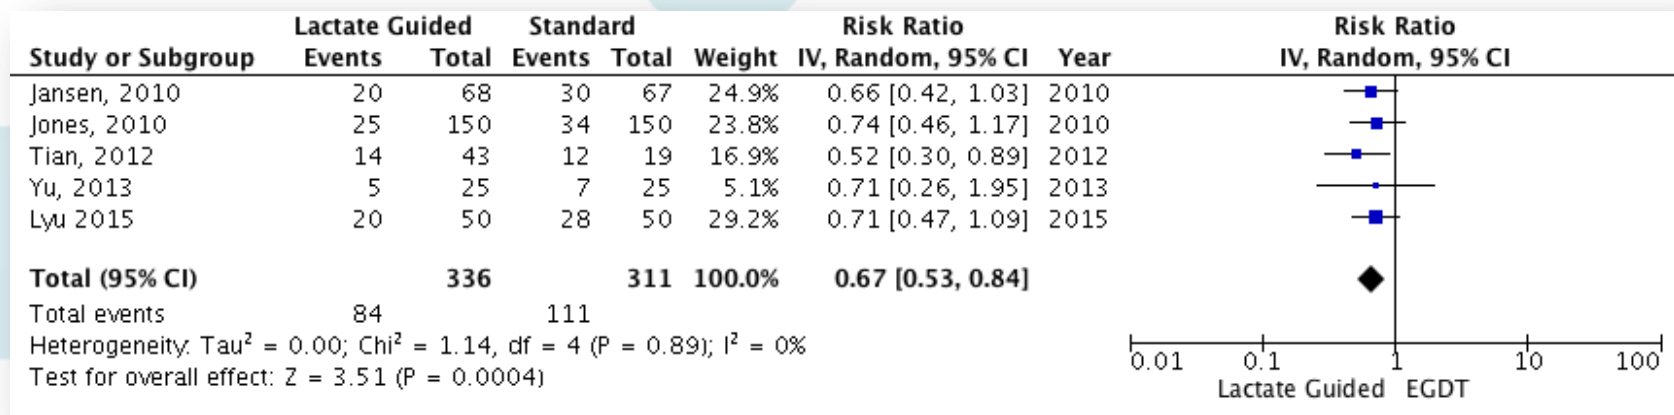 Lactate Guided Standard Risk Ratio Risk Ratio
Study or Subgroup Events Total Events Total Weight IV, Random, 95% CI Year IV, Random, 95% CI
Jansen, 2010 20 68 30 67 24.9% 0.66 [0.42, 1.03] 2010
Jones, 2010 25 150 34 150 23.8% 0.74 [0.46, 1.17] 2010
Tian, 2012 14 43 12 19 16.9% 0.52 [0.30, 0.89] 2012
Yu, 2013 5 25 7 25 5.1% 0.71 [0.26, 1.95] 2013
Lyu 2015 20 50 28 50 29.2% 0.71 [0.47, 1.09] 2015
Total (95% CI) 336 311 100.0% 0.67 [0.53, 0.84]
Total events 84 111
Heterogeneity: Tau² = 0.00; Chi² = 1.14, df = 4 (P = 0.89); I² = 0%
Test for overall effect: Z = 3.51 (P = 0.0004)
0.01 0.1 1 10 100
Lactate Guided EGDT